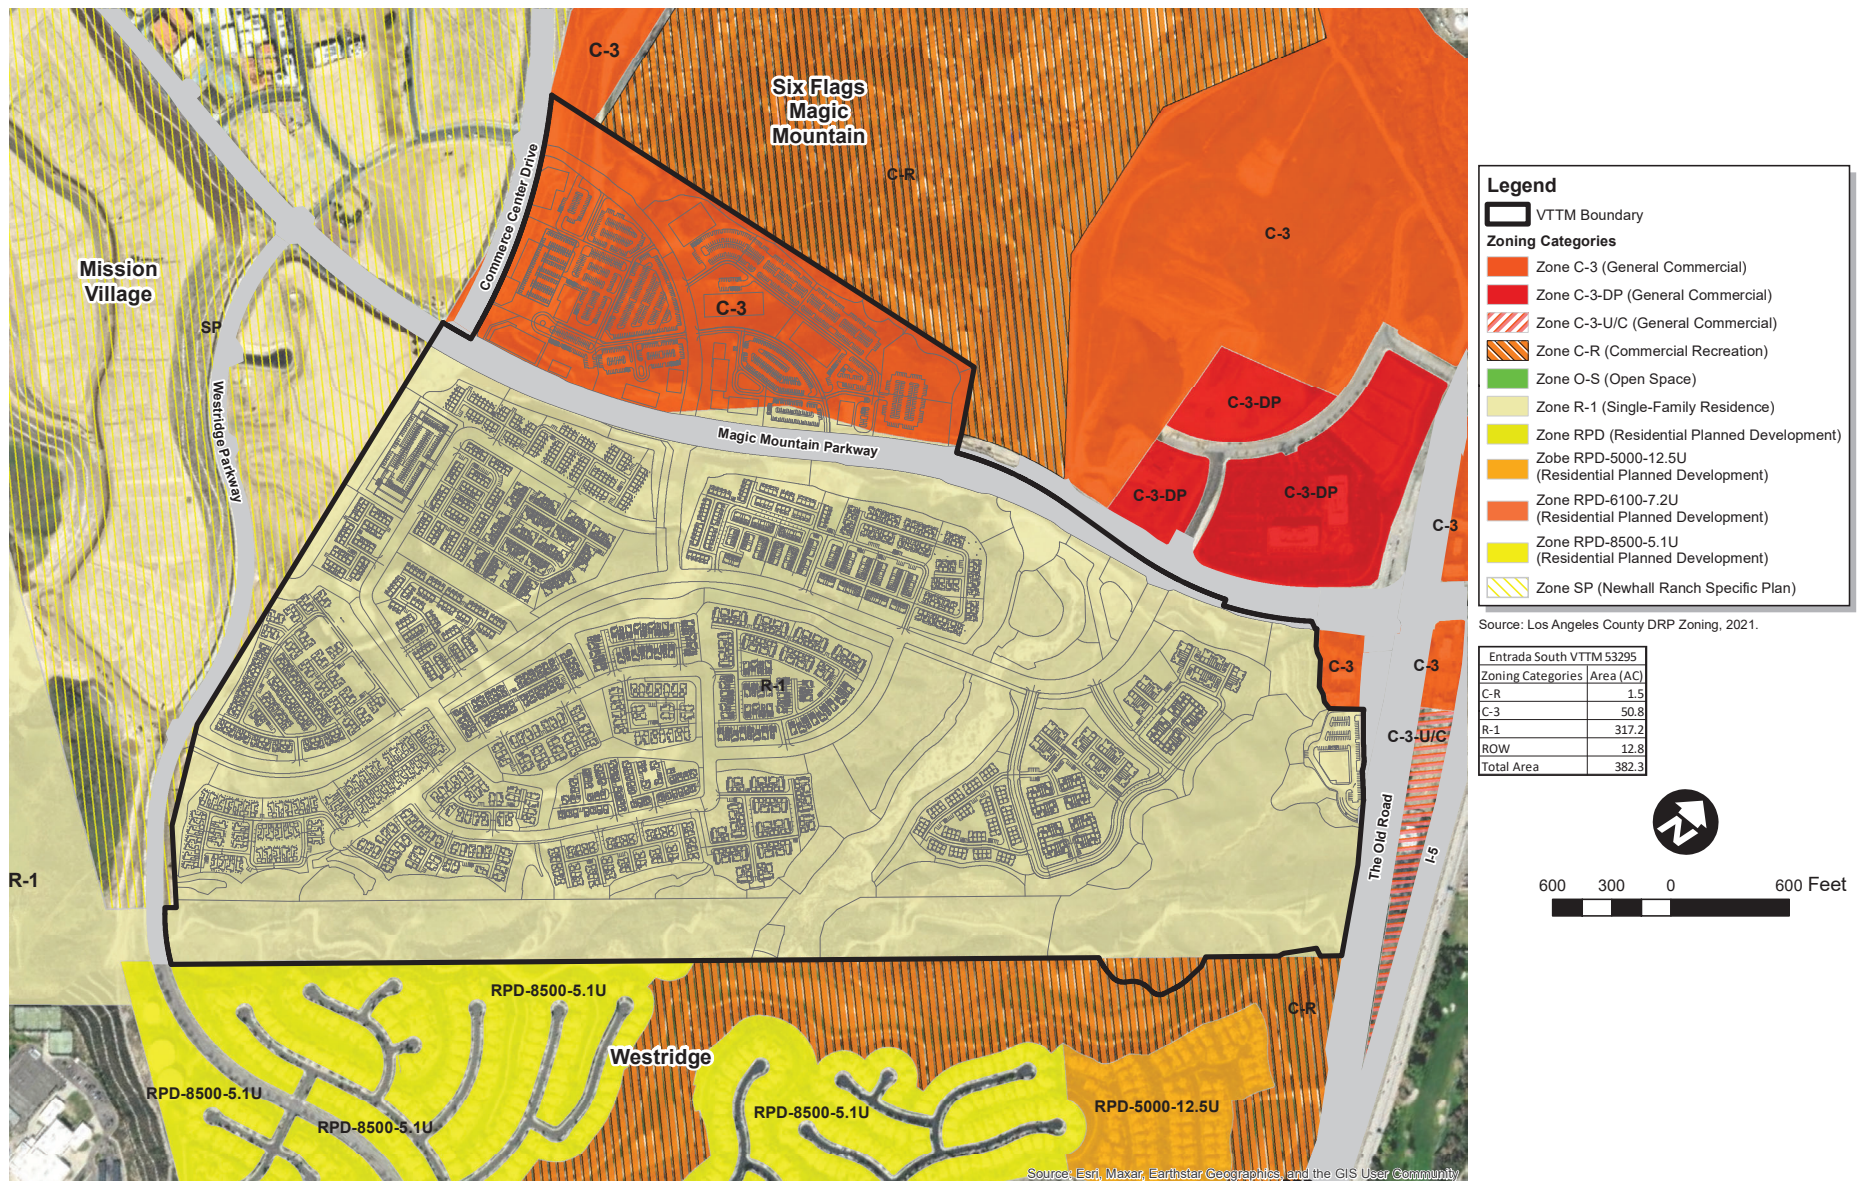 C-3
Six Flags
Magic
Mountain
C-R
C-3
Commerce Center Drive
Mission
Village
SP
C-3
Westridge Parkway
Magic Mountain Parkway
C-3-DP
C-3-DP
C-3-DP
C-3
C-3
C-3
R-1
C-3-U/C
The Old Road
I-5
R-1
RPD-8500-5.1U
C-R
Westridge
RPD-8500-5.1U
RPD-8500-5.1U
RPD-8500-5.1U
RPD-5000-12.5U
Source: Esri, Maxar, Earthstar Geographics, and the GIS User Community
Legend
VTTM Boundary
Zoning Categories
Zone C-3 (General Commercial)
Zone C-3-DP (General Commercial)
Zone C-3-U/C (General Commercial)
Zone C-R (Commercial Recreation)
Zone O-S (Open Space)
Zone R-1 (Single-Family Residence)
Zone RPD (Residential Planned Development)
Zobe RPD-5000-12.5U
(Residential Planned Development)
Zone RPD-6100-7.2U
(Residential Planned Development)
Zone RPD-8500-5.1U
(Residential Planned Development)
Zone SP (Newhall Ranch Specific Plan)
Source: Los Angeles County DRP Zoning, 2021.
Entrada South VTTM 53295
Zoning Categories Area (AC)
C-R 1.5
C-3 50.8
R-1 317.2
ROW 12.8
Total Area 382.3
N
600 300 0 600 Feet